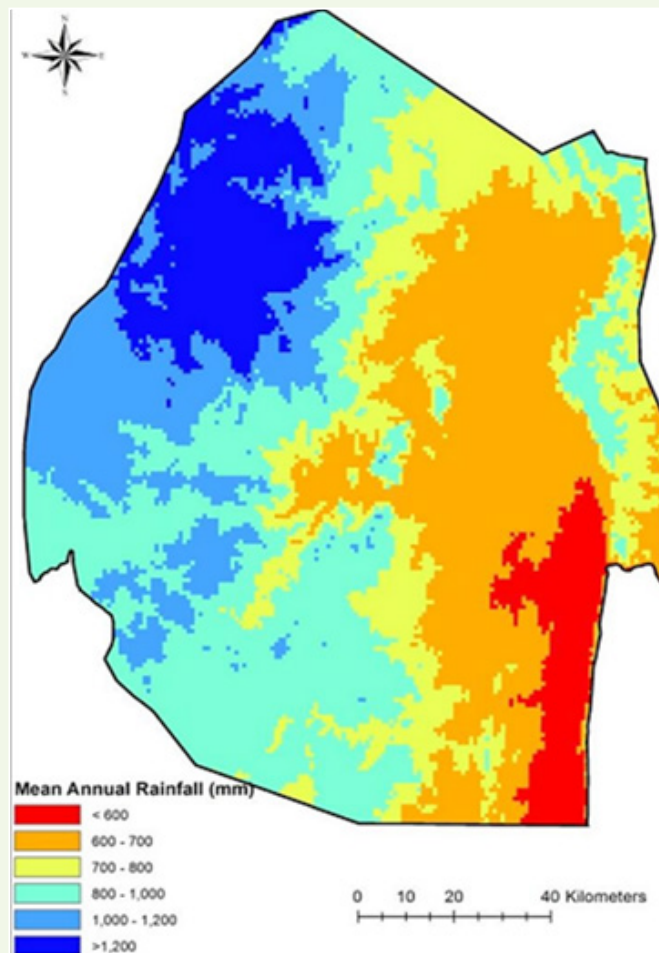 N
W E
S
Mean Annual Rainfall (mm)
< 600
600 - 700
700 - 800
800 - 1,000
1,000 - 1,200
>1,200
0 10 20 40 Kilometers